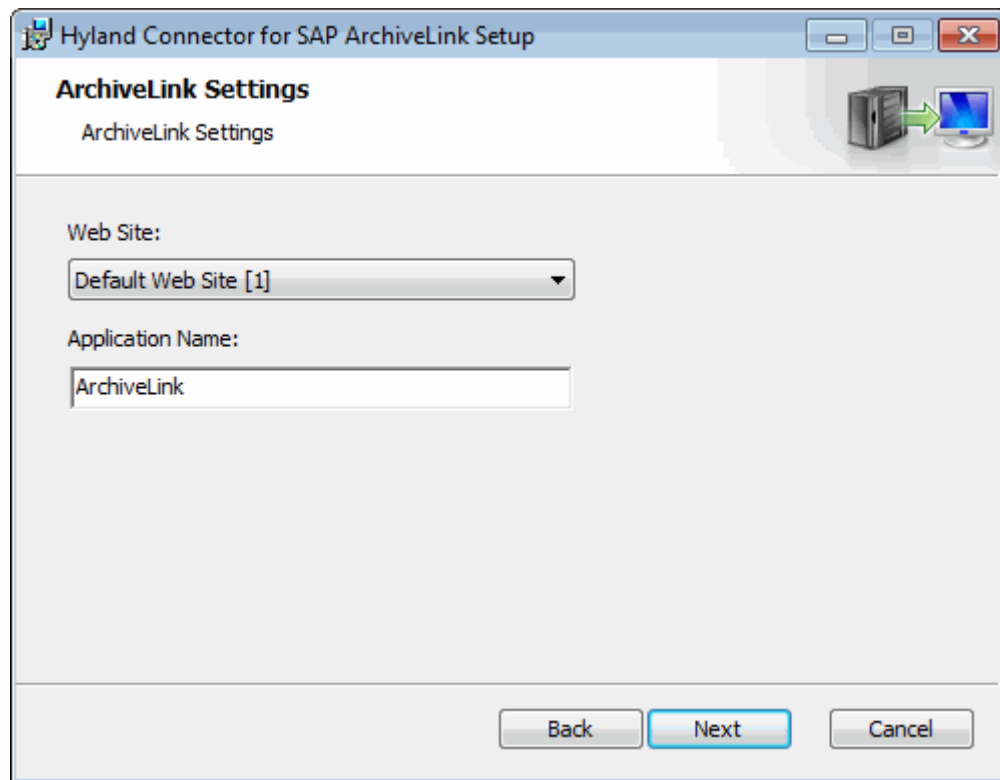 Hyland Connector for SAP ArchiveLink Setup
ArchiveLink Settings
ArchiveLink Settings
Web Site:
Default Web Site [1]
Application Name:
ArchiveLink
Back Next Cancel